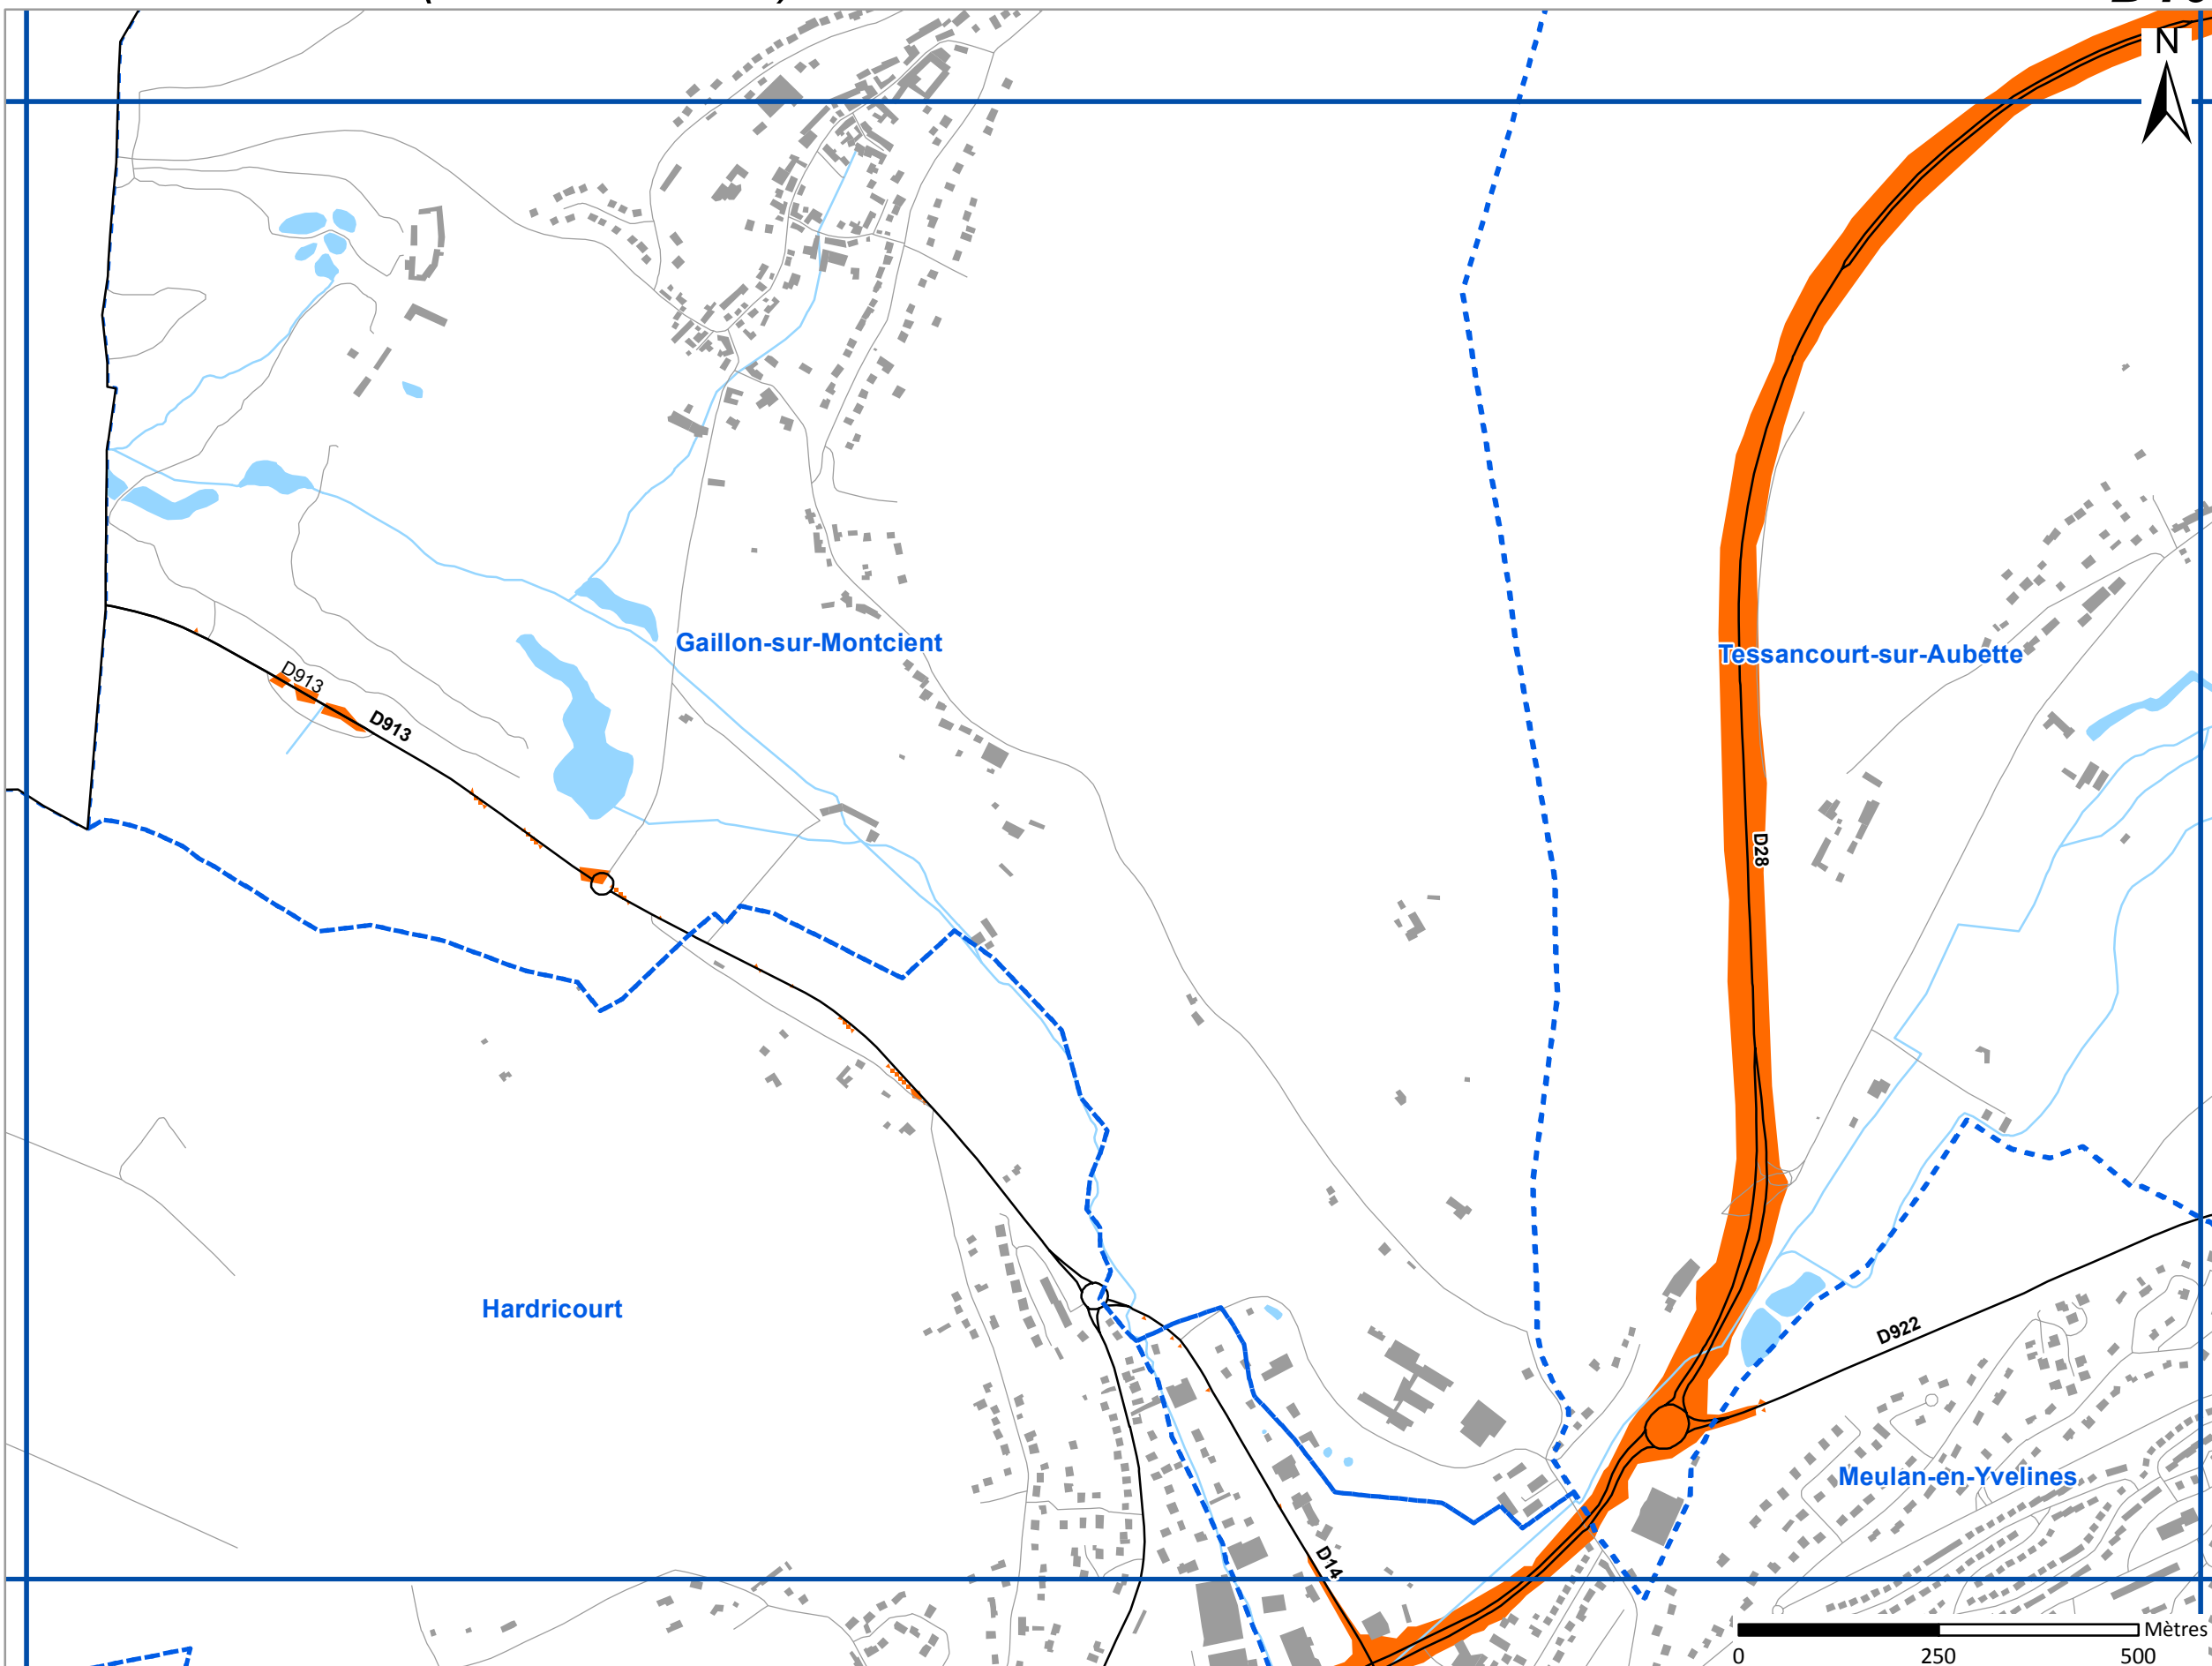 N
Gaillon-sur-Montcient
Tessancourt-sur-Aubette
D913
D913
D28
Hardricourt
D922
Meulan-en-Yvelines
D14
Mètres
0 250 500